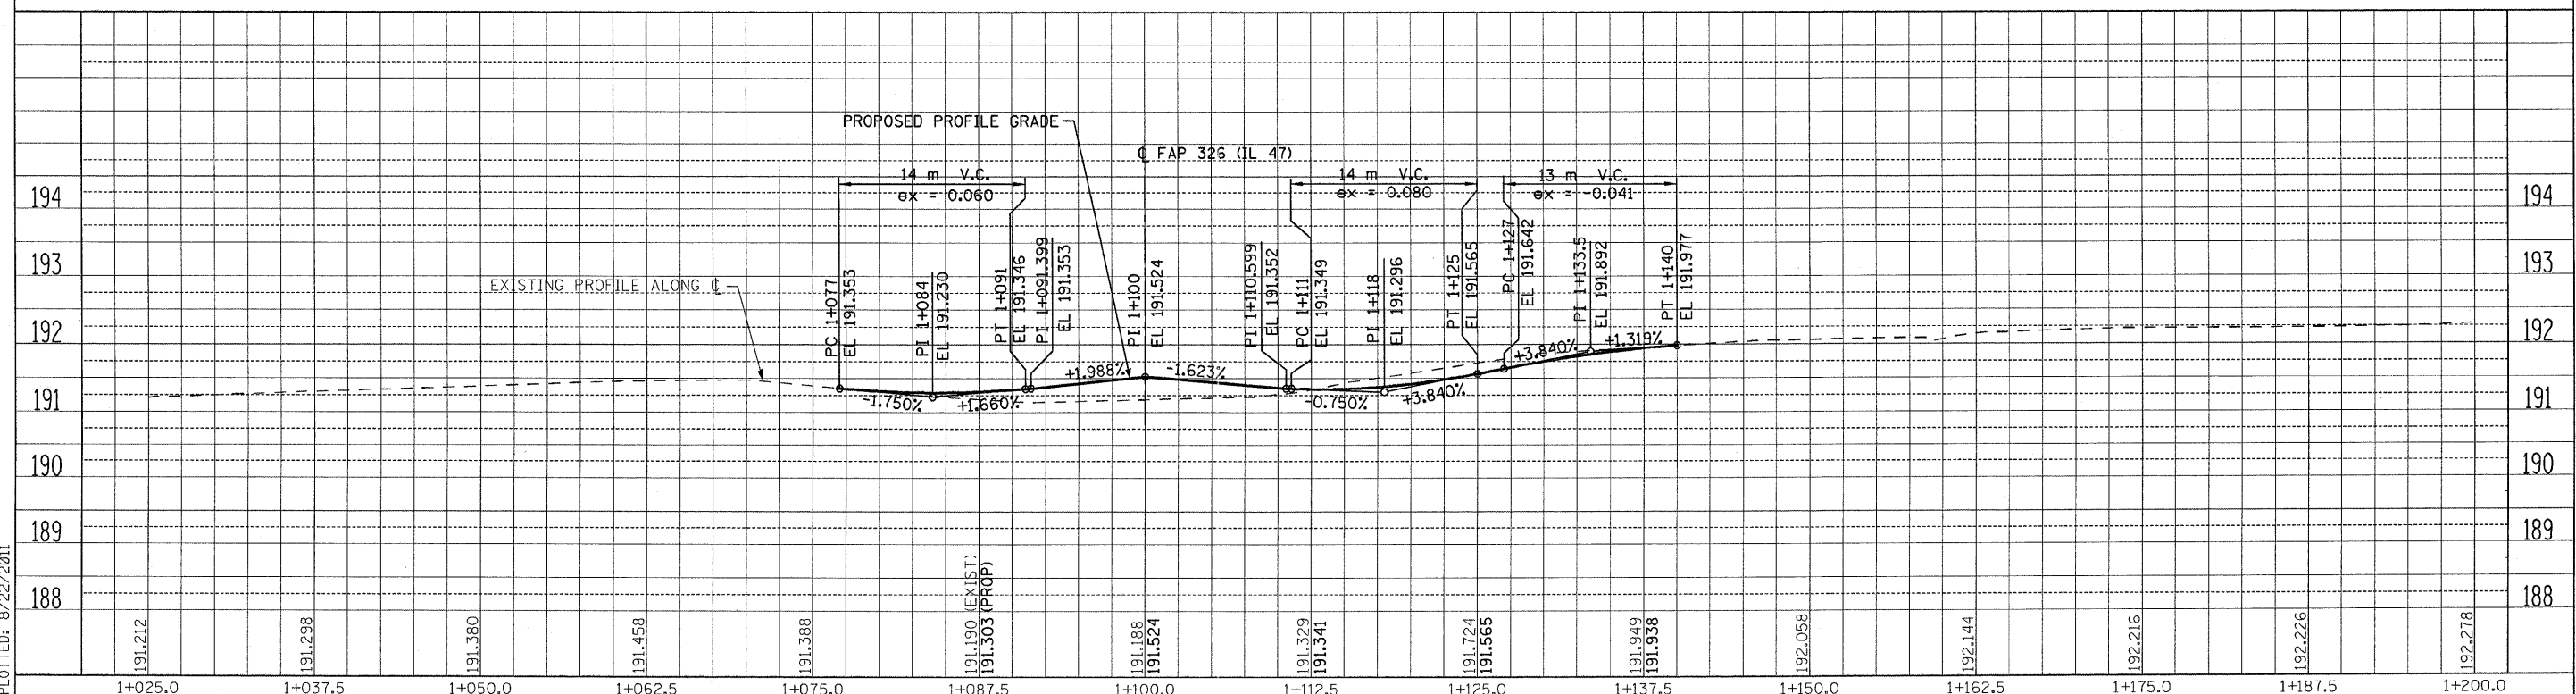 PROPOSED PROFILE GRADE
℄ FAP 326 (IL 47)
14 m V.C.
ex = 0.060
14 m V.C.
ex = 0.080
13 m V.C.
ex = -0.041
EXISTING PROFILE ALONG ℄
194
193
192
191
190
189
188
194
193
192
191
190
189
188
PC 1+077
EL 191.353
PI 1+084
EL 191.230
PT 1+091
EL 191.346
PI 1+091.399
EL 191.353
PI 1+100
EL 191.524
PI 1+110.599
EL 191.352
PC 1+111
EL 191.349
PI 1+118
EL 191.296
PT 1+125
EL 191.565
PC 1+127
EL 191.642
PI 1+133.5
EL 191.892
PT 1+140
EL 191.977
-1.750%
+1.660%
+1.988%
-1.623%
-0.750%
+3.840%
+3.840%
+1.319%
PLOTTED: 8/22/2011
191.212
191.298
191.380
191.458
191.388
191.190 (EXIST)
191.303 (PROP)
191.188
191.524
191.329
191.341
191.724
191.565
191.949
191.938
192.058
192.144
192.216
192.226
192.278
1+025.0
1+037.5
1+050.0
1+062.5
1+075.0
1+087.5
1+100.0
1+112.5
1+125.0
1+137.5
1+150.0
1+162.5
1+175.0
1+187.5
1+200.0